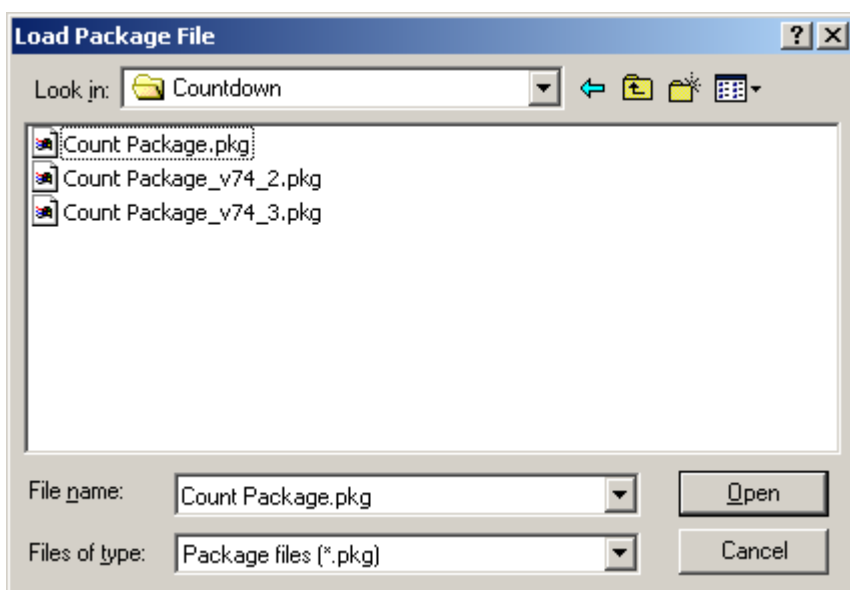 Load Package File
Look in: Countdown
Count Package.pkg
Count Package_v74_2.pkg
Count Package_v74_3.pkg
File name: Count Package.pkg Open
Files of type: Package files (*.pkg) Cancel